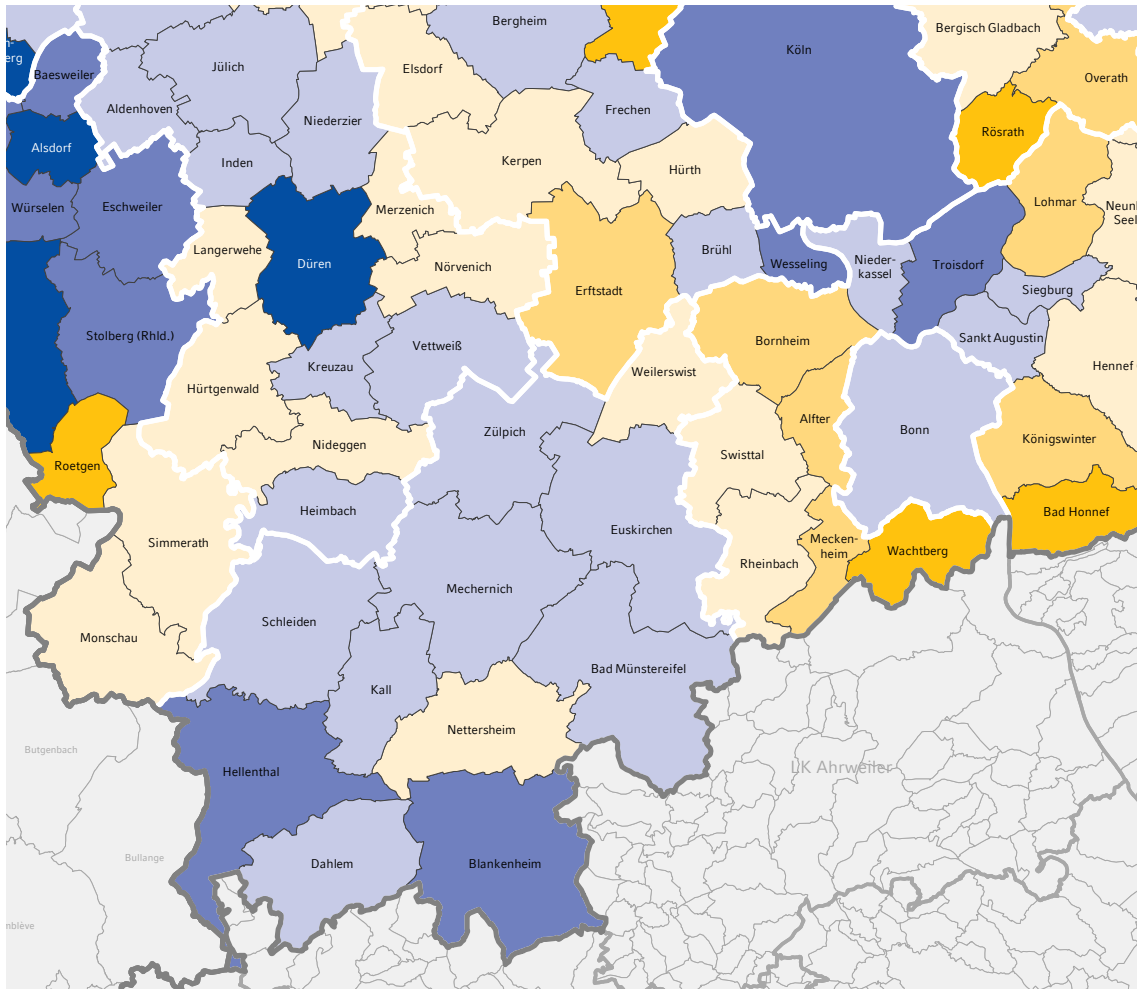 Bergheim
Bergisch Gladbach
Köln
Elsdorf
Jülich
Baesweiler
Overath
Aldenhoven
Frechen
Niederzier
Rösrath
Alsdorf
Inden
Kerpen
Hürth
Lohmar
Würselen
Eschweiler
Merzenich
Langerwehe
Brühl
Nieder-
kassel
Wesseling
Troisdorf
Düren
Nörvenich
Erftstadt
Siegburg
Stolberg (Rhld.)
Vettweiß
Bornheim
Sankt Augustin
Kreuzau
Weilerswist
Hennef
Hürtgenwald
Alfter
Zülpich
Bonn
Nideggen
Königswinter
Swisttal
Roetgen
Heimbach
Bad Honnef
Euskirchen
Simmerath
Mecken-
heim
Wachtberg
Rheinbach
Mechernich
Schleiden
Monschau
Bad Münstereifel
Kall
Nettersheim
Butgenbach
Hellenthal
LK Ahrweiler
Bullange
Dahlem
Blankenheim